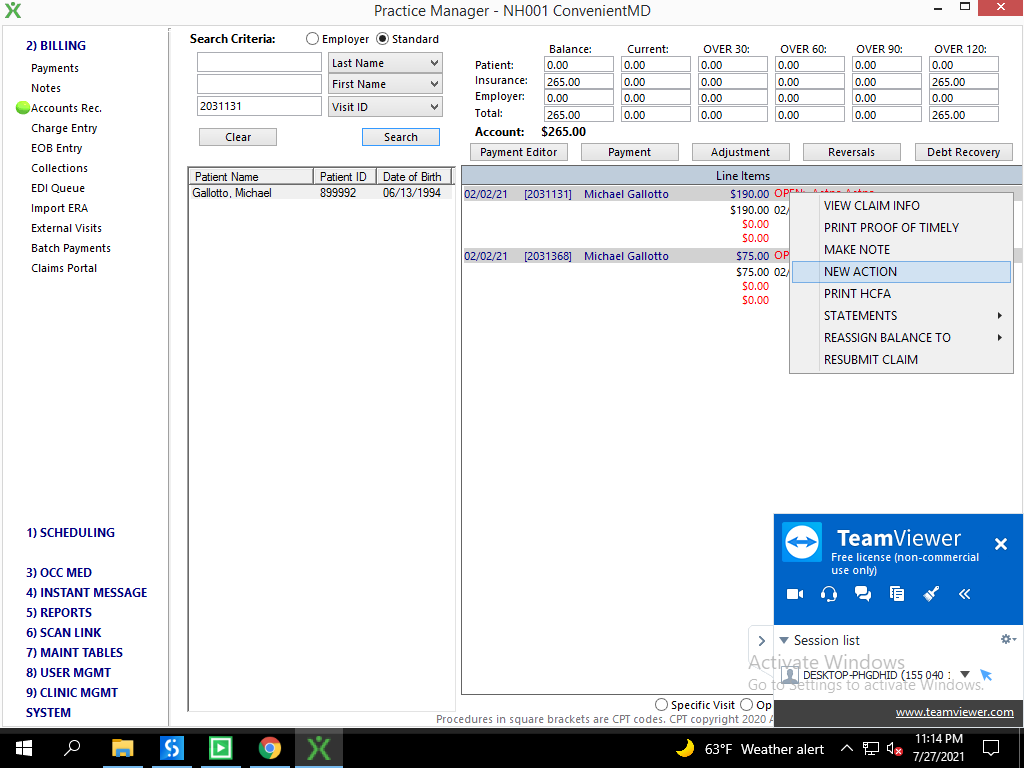 Practice Manager - NH001 ConvenientMD
2) BILLING
Payments
Notes
Accounts Rec.
Charge Entry
EOB Entry
Collections
EDI Queue
Import ERA
External Visits
Batch Payments
Claims Portal
1) SCHEDULING
3) OCC MED
4) INSTANT MESSAGE
5) REPORTS
6) SCAN LINK
7) MAINT TABLES
8) USER MGMT
9) CLINIC MGMT
SYSTEM
Search Criteria: Employer Standard
Last Name
First Name
2031131 Visit ID
Clear Search
Balance: Current: OVER 30: OVER 60: OVER 90: OVER 120:
Patient: 0.00 0.00 0.00 0.00 0.00 0.00
Insurance: 265.00 0.00 0.00 0.00 0.00 265.00
Employer: 0.00 0.00 0.00 0.00 0.00 0.00
Total: 265.00 0.00 0.00 0.00 0.00 265.00
Account: $265.00
Payment Editor Payment Adjustment Reversals Debt Recovery
Patient Name Patient ID Date of Birth
Gallotto, Michael 899992 06/13/1994
Line Items
02/02/21 [2031131] Michael Gallotto $190.00 OPEN: Aetna Aetna
$190.00 02/
$0.00
$0.00
02/02/21 [2031368] Michael Gallotto $75.00 OP
$75.00 02/
$0.00
$0.00
VIEW CLAIM INFO
PRINT PROOF OF TIMELY
MAKE NOTE
NEW ACTION
PRINT HCFA
STATEMENTS
REASSIGN BALANCE TO
RESUBMIT CLAIM
TeamViewer
Free license (non-commercial
use only)
Session list
DESKTOP-PHGDHID (155 040 :
www.teamviewer.com
Activate Windows
Go to Settings to activate Windows.
Specific Visit Op
Procedures in square brackets are CPT codes. CPT copyright 2020 A
63°F Weather alert
11:14 PM
7/27/2021